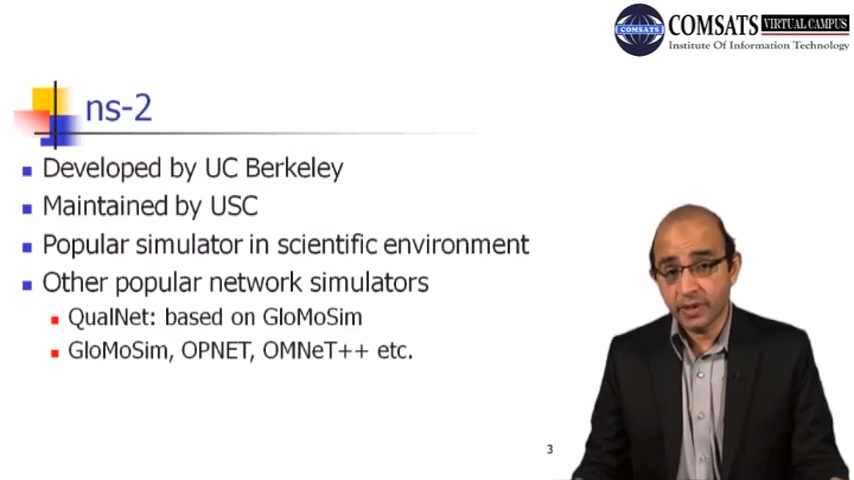 COMSATS
COMSATS VIRTUAL CAMPUS
Institute Of Information Technology
ns-2
Developed by UC Berkeley
Maintained by USC
Popular simulator in scientific environment
Other popular network simulators
QualNet: based on GloMoSim
GloMoSim, OPNET, OMNeT++ etc.
3